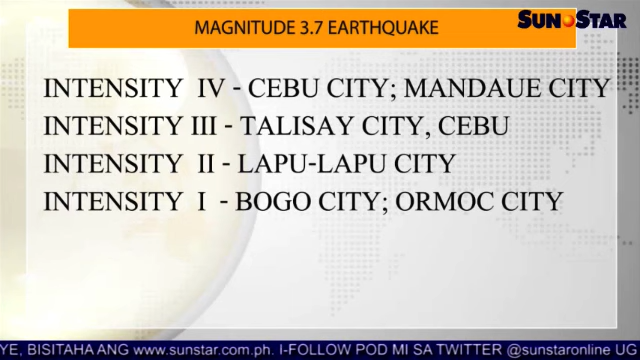 MAGNITUDE 3.7 EARTHQUAKE
SUN STAR
INTENSITY IV - CEBU CITY; MANDAUE CITY
INTENSITY III - TALISAY CITY, CEBU
INTENSITY II - LAPU-LAPU CITY
INTENSITY I - BOGO CITY; ORMOC CITY
YE, BISITAHA ANG www.sunstar.com.ph. I-FOLLOW POD MI SA TWITTER @sunstaronline UG